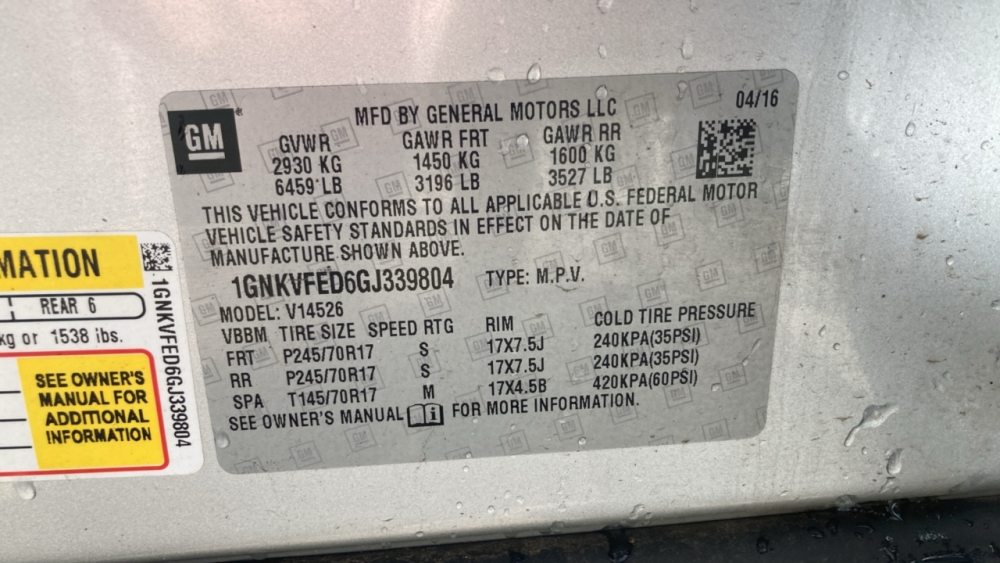 MATION
REAR 6
kg or 1538 lbs.
SEE OWNER'S
MANUAL FOR
ADDITIONAL
INFORMATION
1GNKVFED6GJ339804
GM
MFD BY GENERAL MOTORS LLC
04/16
GVWR GAWR FRT GAWR RR
2930 KG 1450 KG 1600 KG
6459 LB 3196 LB 3527 LB
THIS VEHICLE CONFORMS TO ALL APPLICABLE U.S. FEDERAL MOTOR
VEHICLE SAFETY STANDARDS IN EFFECT ON THE DATE OF
MANUFACTURE SHOWN ABOVE.
1GNKVFED6GJ339804 TYPE: M.P.V.
MODEL: V14526
VBBM TIRE SIZE SPEED RTG RIM COLD TIRE PRESSURE
FRT P245/70R17 S 17X7.5J 240KPA(35PSI)
RR P245/70R17 S 17X7.5J 240KPA(35PSI)
SPA T145/70R17 M 17X4.5B 420KPA(60PSI)
SEE OWNER'S MANUAL FOR MORE INFORMATION.